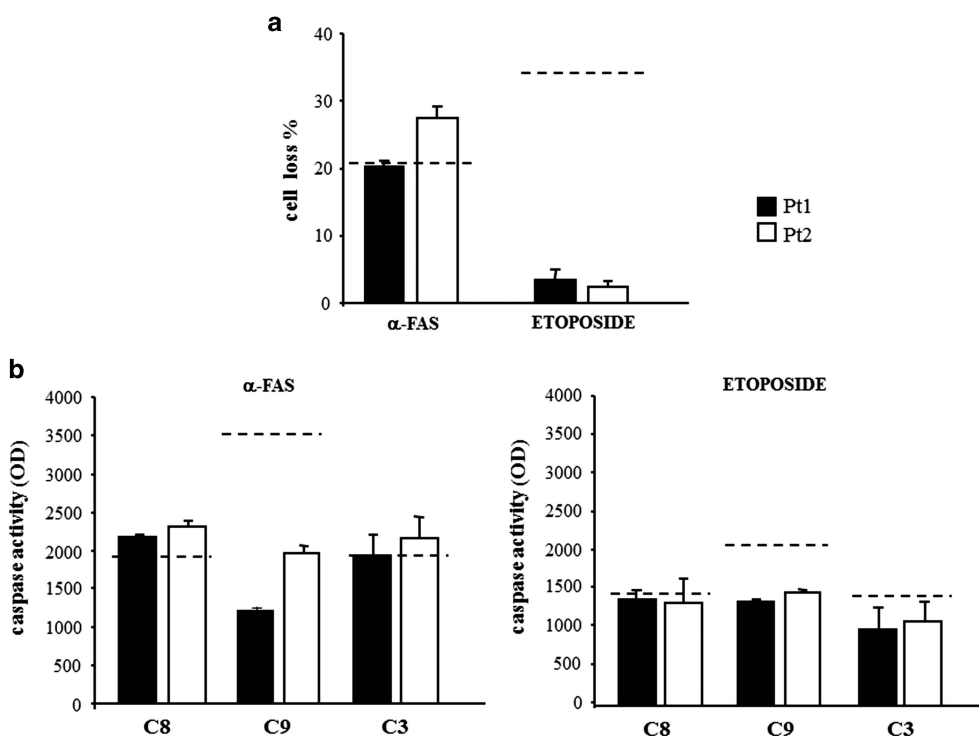 a
40
30
20
10
0
cell loss %
α-FAS
ETOPOSIDE
Pt1
Pt2
b
α-FAS
4000
3500
3000
2500
2000
1500
1000
500
0
caspase activity (OD)
C8
C9
C3
ETOPOSIDE
4000
3500
3000
2500
2000
1500
1000
500
0
caspase activity (OD)
C8
C9
C3